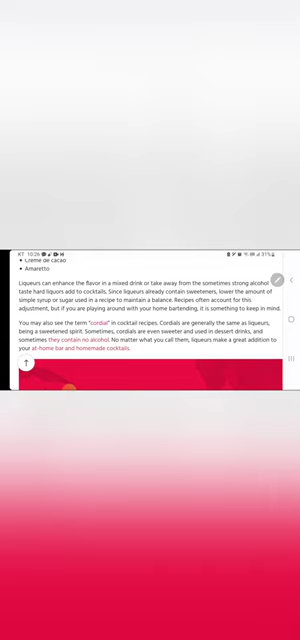 KT 10:26
31%
• Crème de cacao
• Amaretto
Liqueurs can enhance the flavor in a mixed drink or take away from the sometimes strong alcohol
taste hard liquors add to cocktails. Since liqueurs already contain sweeteners, lower the amount of
simple syrup or sugar used in a recipe to maintain a balance. Recipes often account for this
adjustment, but if you are playing around with your home bartending, it is something to keep in mind.
You may also see the term "cordial" in cocktail recipes. Cordials are generally the same as liqueurs,
being a sweetened spirit. Sometimes, cordials are even sweeter and used in dessert drinks, and
sometimes they contain no alcohol. No matter what you call them, liqueurs make a great addition to
your at-home bar and homemade cocktails.